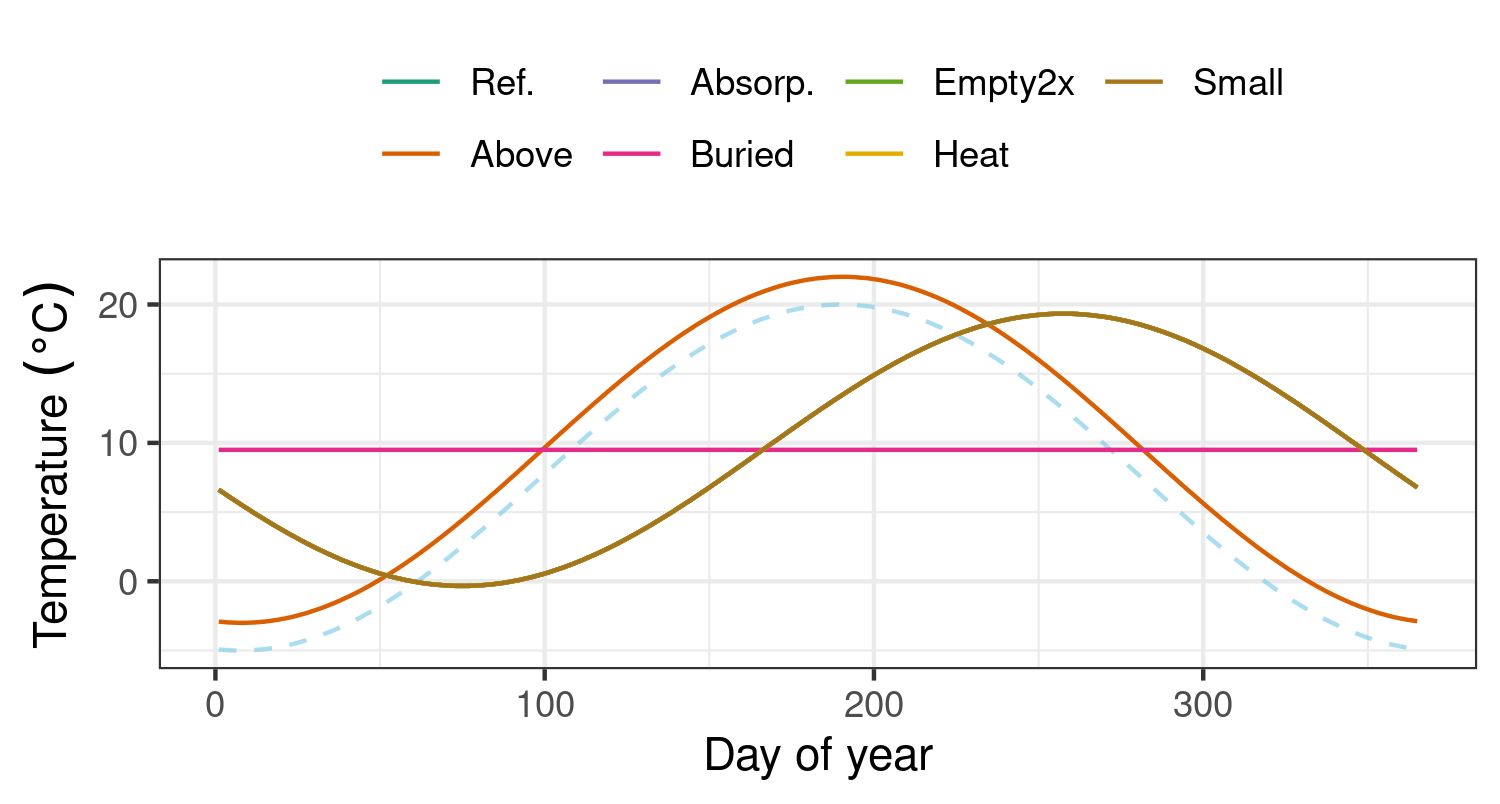 Ref. Absorp. Empty2x Small
Above Buried Heat
Temperature (°C)
20
10
0
0 100 200 300
Day of year